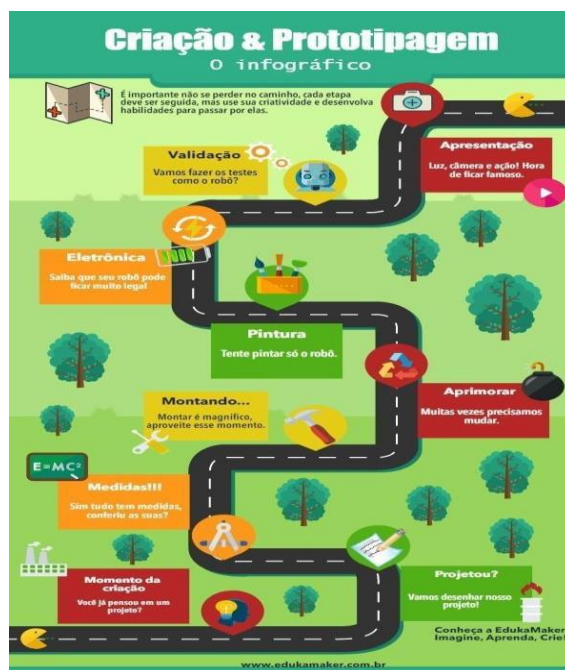 Criação & Prototipagem
O infográfico
É importante não se perder no caminho, cada etapa
deve ser seguida, mas use sua criatividade e desenvolva
habilidades para passar por elas.
Apresentação
Luz, câmera e ação! Hora
de ficar famoso.
Validação
Vamos fazer os testes
como o robô?
Eletrônica
Saiba que seu robô pode
ficar muito legal
Pintura
Tente pintar só o robô.
Aprimorar
Muitas vezes precisamos
mudar.
Montando...
Montar é magnífico,
aproveite esse momento.
E=MC²
Medidas!!!
Sim tudo tem medidas,
conferiu as suas?
Projetou?
Vamos desenhar nosso
projeto!
Momento da
criação
Você já pensou em um
projeto?
Conheça a EdukaMaker
Imagine, Aprenda, Crie!
www.edukamaker.com.br